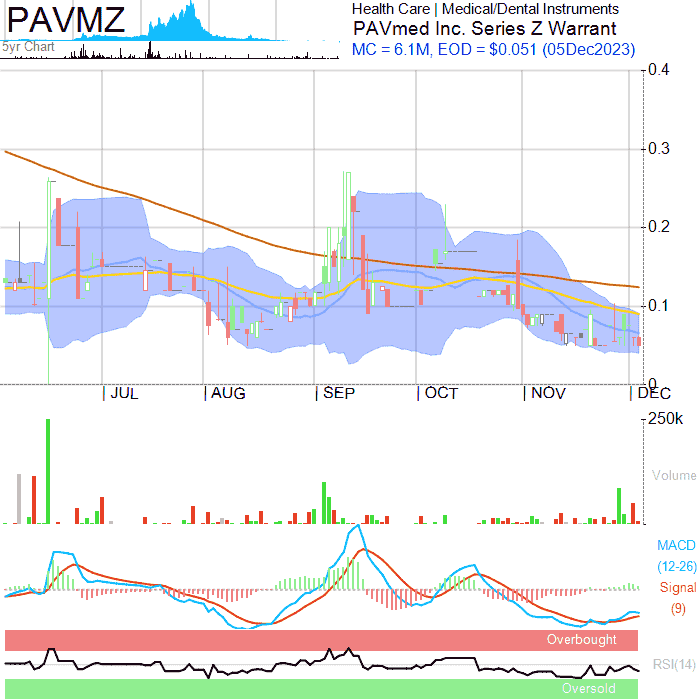 PAVMZ
5yr Chart
Health Care | Medical/Dental Instruments
PAVmed Inc. Series Z Warrant
MC = 6.1M, EOD = $0.051 (05Dec2023)
0.4
0.3
0.2
0.1
0
JUL AUG SEP OCT NOV DEC
250k
Volume
MACD
(12-26)
Signal
(9)
Overbought
RSI(14)
Oversold